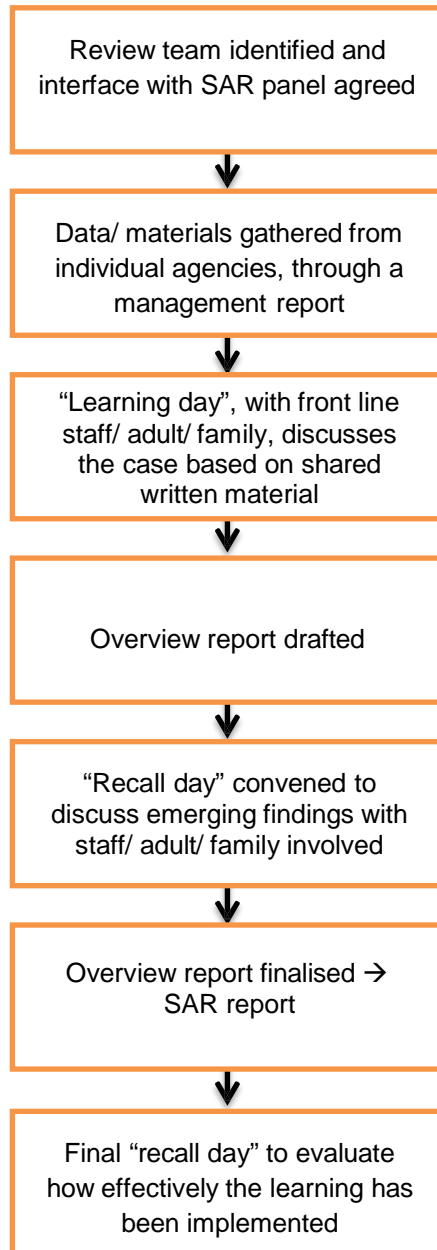 Review team identified and
interface with SAR panel agreed
Data/ materials gathered from
individual agencies, through a
management report
“Learning day”, with front line
staff/ adult/ family, discusses
the case based on shared
written material
Overview report drafted
“Recall day” convened to
discuss emerging findings with
staff/ adult/ family involved
Overview report finalised →
SAR report
Final “recall day” to evaluate
how effectively the learning has
been implemented